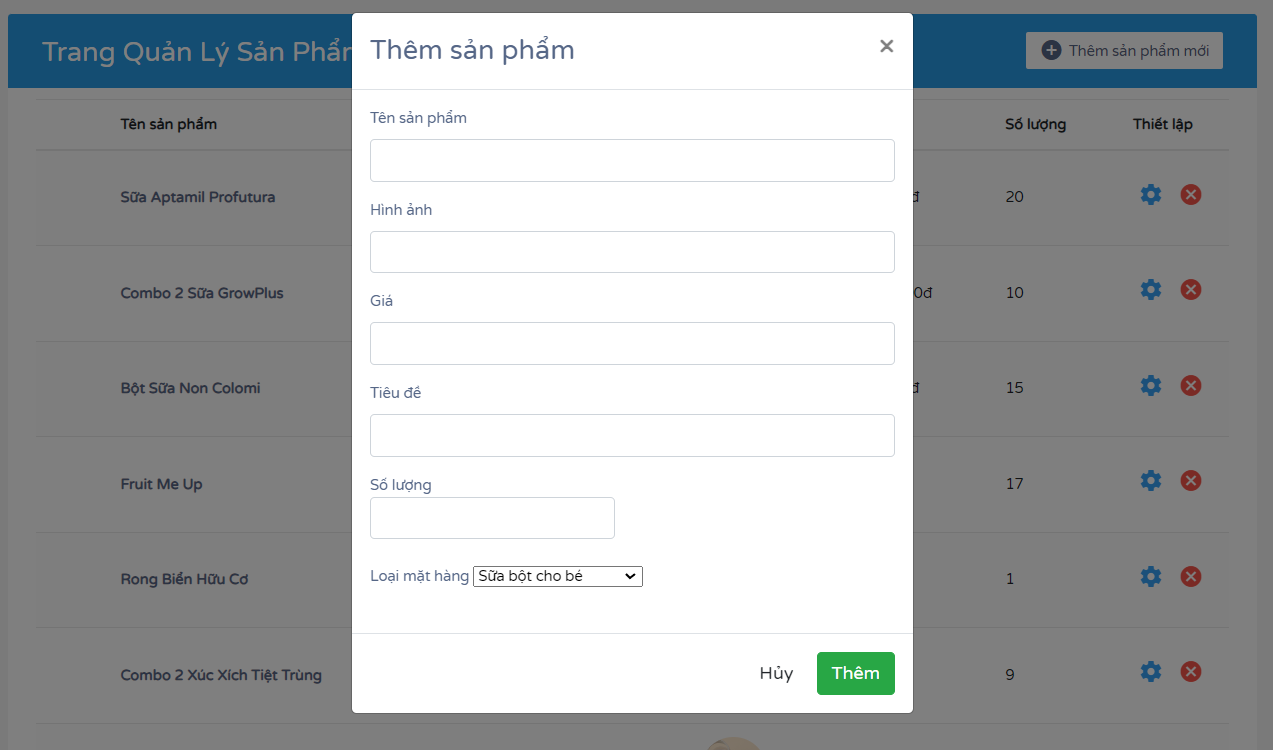 Trang Quản Lý Sản Phẩm
Thêm sản phẩm mới
Tên sản phẩm
Số lượng
Thiết lập
Sữa Aptamil Profutura
đ
20
Combo 2 Sữa GrowPlus
0đ
10
Bột Sữa Non Colomi
đ
15
Fruit Me Up
17
Rong Biển Hữu Cơ
1
Combo 2 Xúc Xích Tiệt Trùng
9
Thêm sản phẩm
×
Tên sản phẩm
Hình ảnh
Giá
Tiêu đề
Số lượng
Loại mặt hàng Sữa bột cho bé
Hủy
Thêm